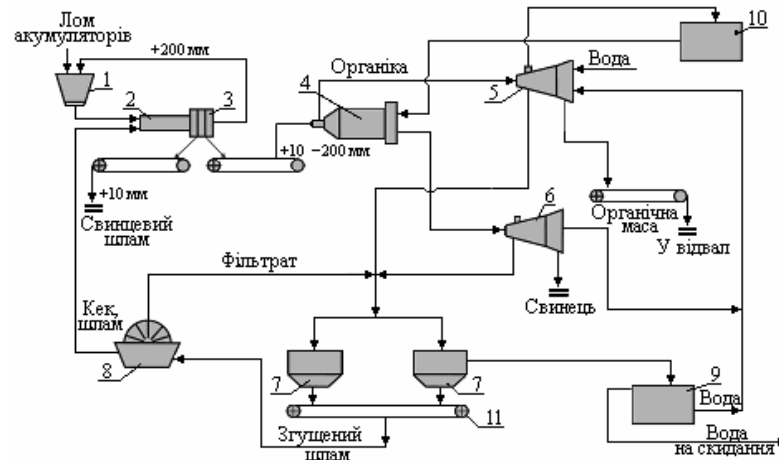 Лом
акумуляторів
+200 мм
1
2
3
Органіка
4
5
Вода
10
+10 −200 мм
+10 мм
Свинцевий
шлам
6
Органічна
маса
У відвал
Фільтрат
Свинець
Кек,
шлам
8
7
7
9
Вода
11
Згущений
шлам
Вода
на скидання